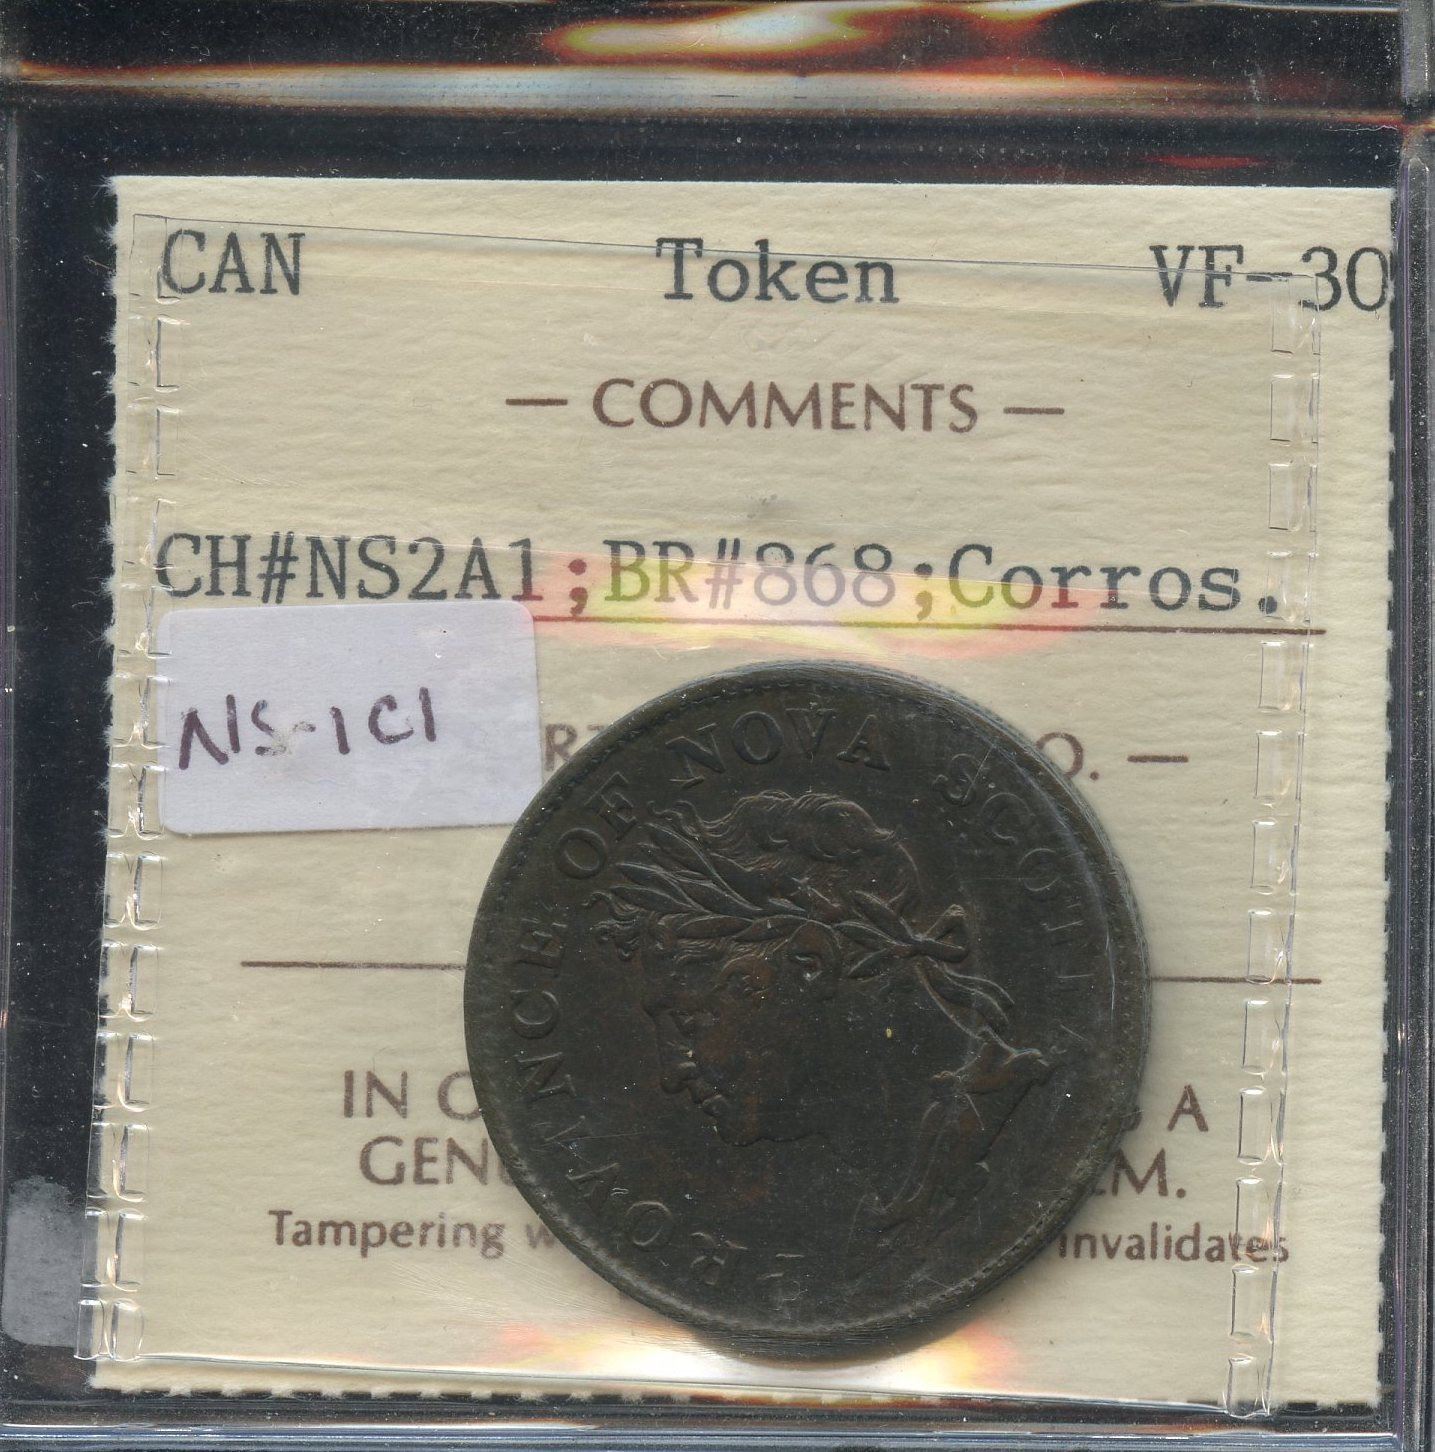 CAN Token VF-30
— COMMENTS —
CH#NS2A1;BR#868;Corros.
NS-1C1
O. —
IN
A
GEN
M.
Tampering invalidates
PROVINCE OF NOVA SCOTIA